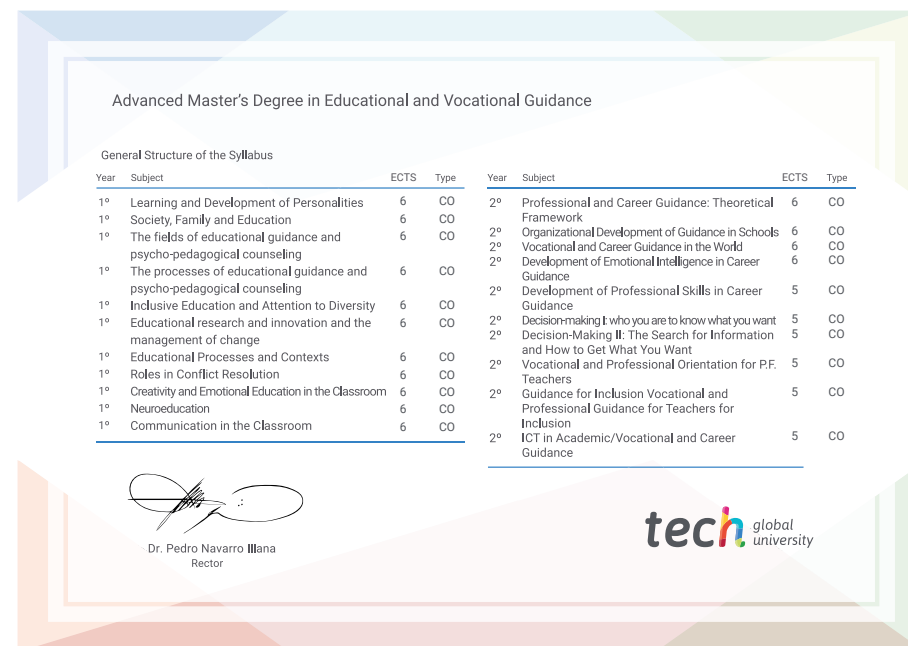 Advanced Master's Degree in Educational and Vocational Guidance
General Structure of the Syllabus
Year Subject ECTS Type
1º Learning and Development of Personalities 6 CO
1º Society, Family and Education 6 CO
1º The fields of educational guidance and 6 CO
psycho-pedagogical counseling
1º The processes of educational guidance and 6 CO
psycho-pedagogical counseling
1º Inclusive Education and Attention to Diversity 6 CO
1º Educational research and innovation and the 6 CO
management of change
1º Educational Processes and Contexts 6 CO
1º Roles in Conflict Resolution 6 CO
1º Creativity and Emotional Education in the Classroom 6 CO
1º Neuroeducation 6 CO
1º Communication in the Classroom 6 CO
Year Subject ECTS Type
2º Professional and Career Guidance: Theoretical 6 CO
Framework
2º Organizational Development of Guidance in Schools 6 CO
2º Vocational and Career Guidance in the World 6 CO
2º Development of Emotional Intelligence in Career 6 CO
Guidance
2º Development of Professional Skills in Career 5 CO
Guidance
2º Decision-making I: who you are to know what you want 5 CO
2º Decision-Making II: The Search for Information 5 CO
and How to Get What You Want
2º Vocational and Professional Orientation for P.F. 5 CO
Teachers
2º Guidance for Inclusion Vocational and 5 CO
Professional Guidance for Teachers for
Inclusion
2º ICT in Academic/Vocational and Career 5 CO
Guidance
Dr. Pedro Navarro Illana
Rector
tech global
university